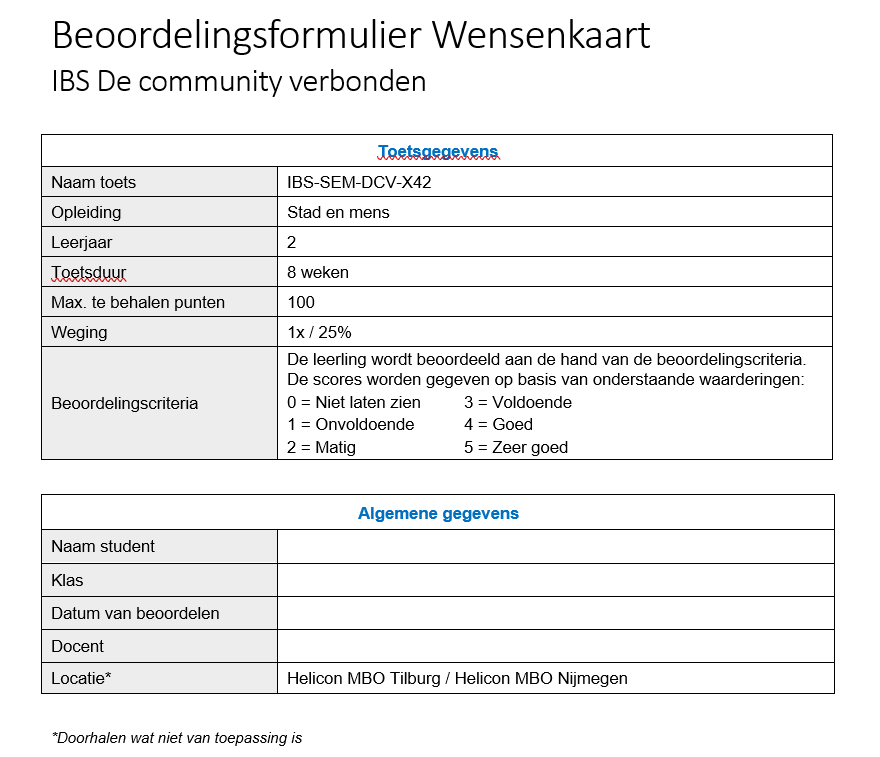 Beoordelingsformulier Wensenkaart
IBS De community verbonden
Toetsgegevens
Naam toets IBS-SEM-DCV-X42
Opleiding Stad en mens
Leerjaar 2
Toetsduur 8 weken
Max. te behalen punten 100
Weging 1x / 25%
Beoordelingscriteria
De leerling wordt beoordeeld aan de hand van de beoordelingscriteria.
De scores worden gegeven op basis van onderstaande waarderingen:
0 = Niet laten zien 3 = Voldoende
1 = Onvoldoende 4 = Goed
2 = Matig 5 = Zeer goed
Algemene gegevens
Naam student
Klas
Datum van beoordelen
Docent
Locatie* Helicon MBO Tilburg / Helicon MBO Nijmegen
*Doorhalen wat niet van toepassing is